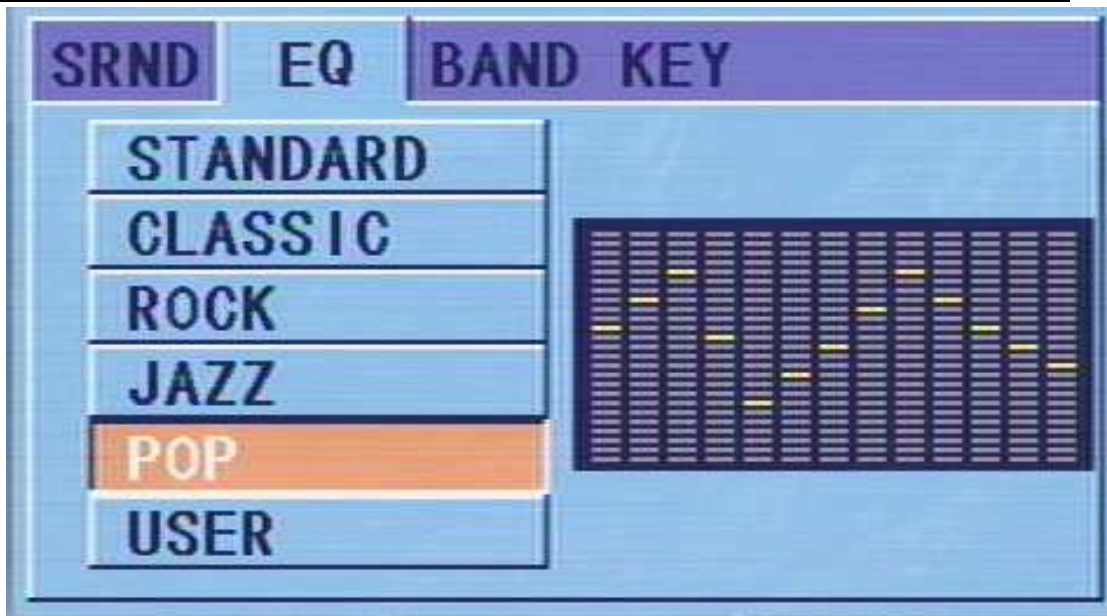 SRND EQ BAND KEY
STANDARD
CLASSIC
ROCK
JAZZ
POP
USER